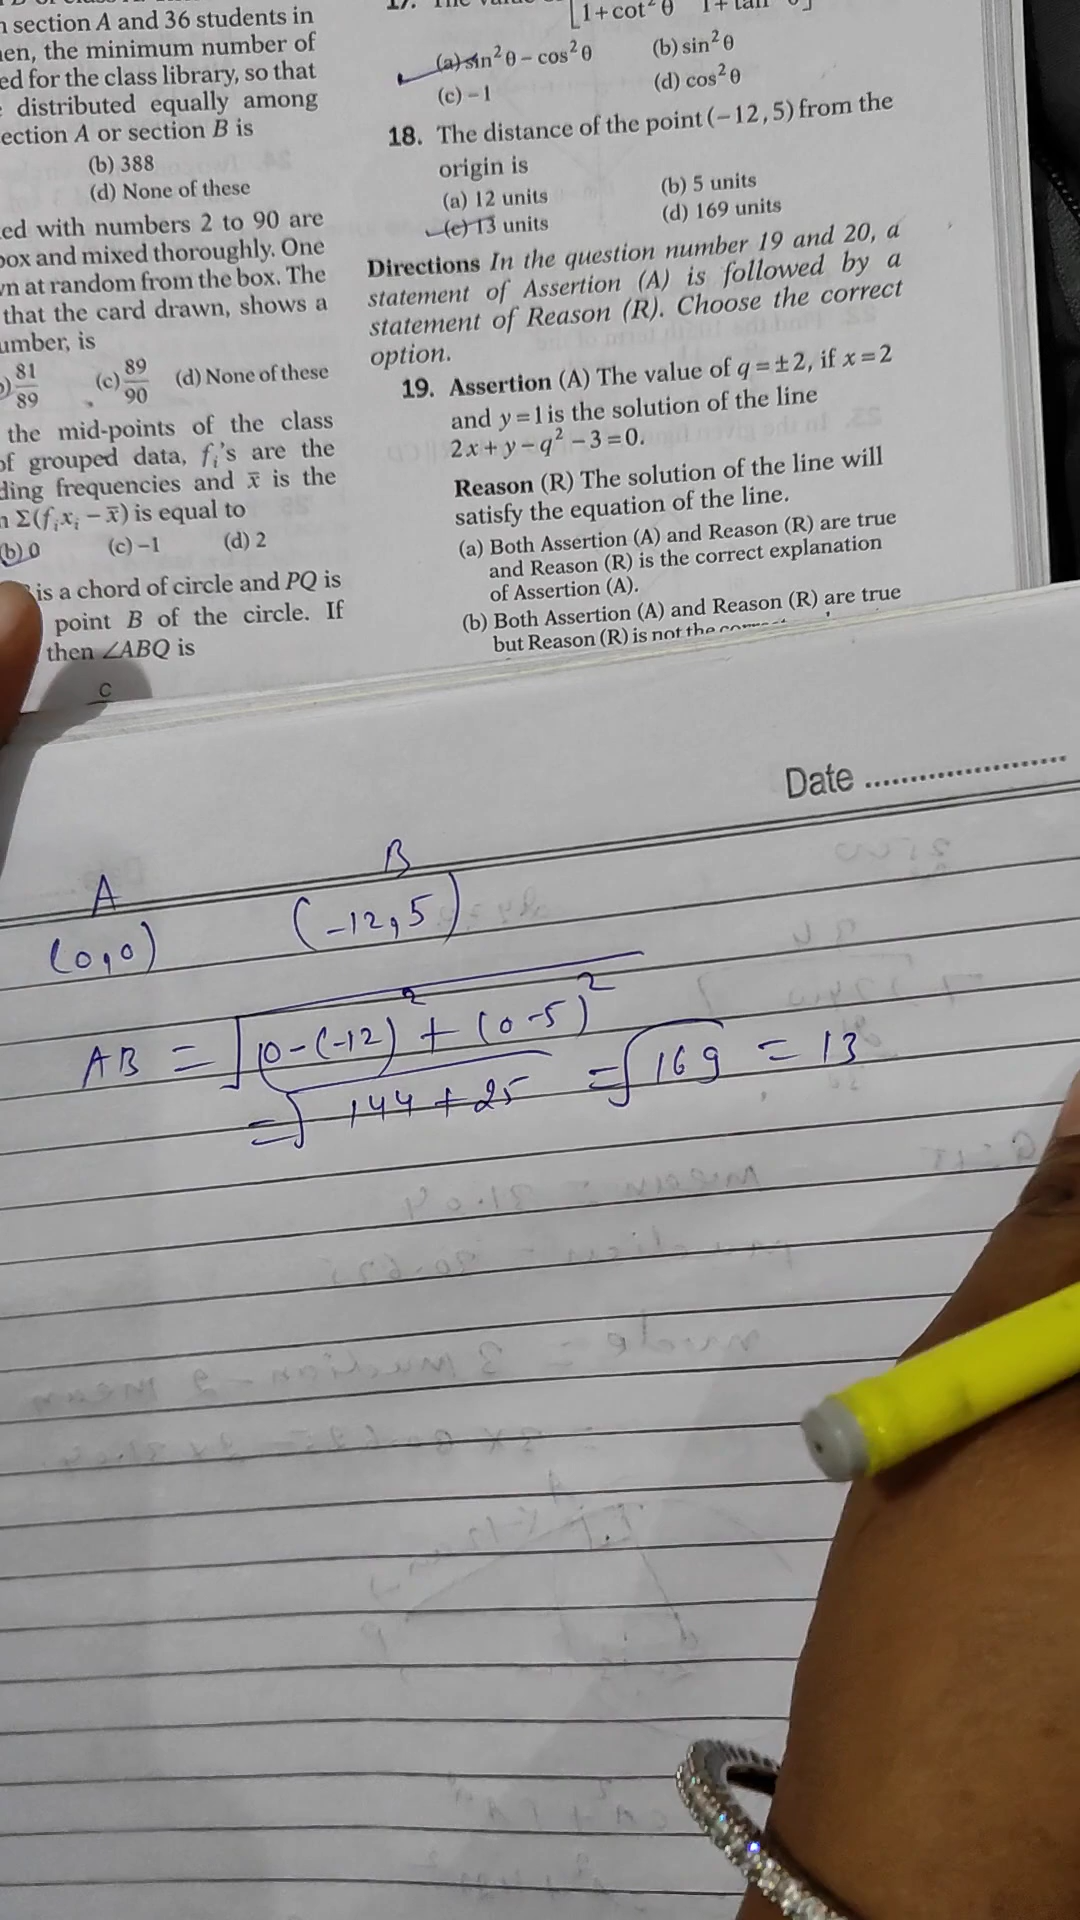 section A and 36 students in
the minimum number of
for the class library, so that
distributed equally among
section A or section B is
(b) 388
(d) None of these
with numbers 2 to 90 are
box and mixed thoroughly. One
at random from the box. The
that the card drawn, shows a
number, is
81/89 (c) 89/90 (d) None of these
the mid-points of the class
of grouped data, fᵢ's are the
frequencies and x̄ is the
Σ(fᵢxᵢ − x̄) is equal to
(b) 0 (c) −1 (d) 2
is a chord of circle and PQ is
point B of the circle. If
then ∠ABQ is
C
17. The
1 + cot² θ 1 + tan
(a) sin² θ − cos² θ (b) sin² θ
(c) −1 (d) cos² θ
18. The distance of the point (−12, 5) from the
origin is
(a) 12 units (b) 5 units
(c) 13 units (d) 169 units
Directions In the question number 19 and 20, a
statement of Assertion (A) is followed by a
statement of Reason (R). Choose the correct
option.
19. Assertion (A) The value of q = ±2, if x = 2
and y = 1 is the solution of the line
2x + y − q² − 3 = 0.
Reason (R) The solution of the line will
satisfy the equation of the line.
(a) Both Assertion (A) and Reason (R) are true
and Reason (R) is the correct explanation
of Assertion (A).
(b) Both Assertion (A) and Reason (R) are true
but Reason (R) is not the
Date
A B
(0,0) (-12,5)
AB = √(0-(-12)² + (0-5)²
= √144 + 25 = √169 = 13